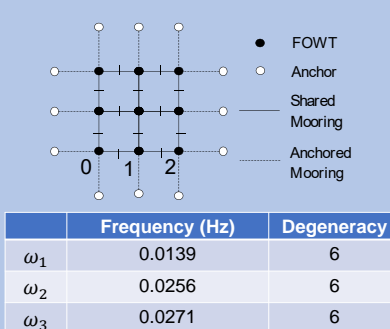 FOWT
Anchor
Shared
Mooring
Anchored
Mooring
0 1 2
Frequency (Hz) Degeneracy
ω₁ 0.0139 6
ω₂ 0.0256 6
ω₃ 0.0271 6